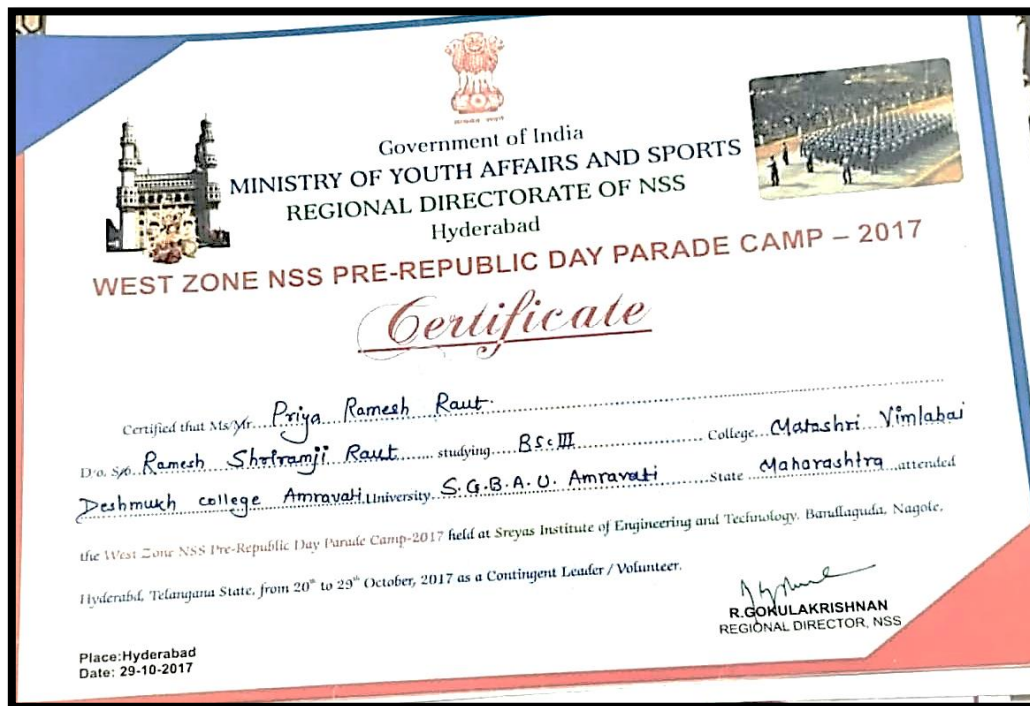 Government of India
MINISTRY OF YOUTH AFFAIRS AND SPORTS
REGIONAL DIRECTORATE OF NSS
Hyderabad
WEST ZONE NSS PRE-REPUBLIC DAY PARADE CAMP – 2017
Certificate
Certified that Ms/Mr. Priya Ramesh Raut.
D/o. S/o. Ramesh Shriramji Raut studying BSc III College Matashri Vimlabai
Deshmukh college Amravati University S.G.B.A.U. Amravati State Maharashtra attended
the West Zone NSS Pre-Republic Day Parade Camp-2017 held at Sreyas Institute of Engineering and Technology, Bandlaguda, Nagole,
Hyderabd, Telangana State, from 20th to 29th October, 2017 as a Contingent Leader / Volunteer.
R.GOKULAKRISHNAN
REGIONAL DIRECTOR, NSS
Place:Hyderabad
Date: 29-10-2017